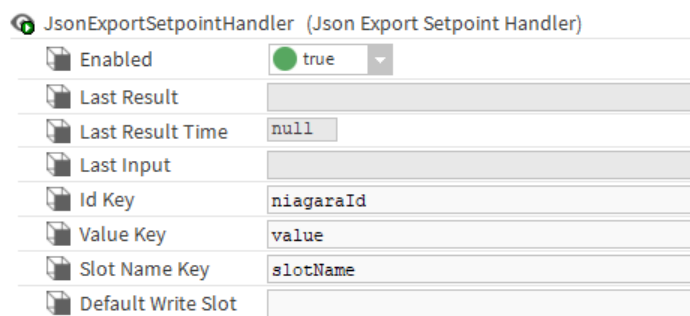 JsonExportSetpointHandler (Json Export Setpoint Handler)
Enabled true
Last Result
Last Result Time null
Last Input
Id Key niagaraId
Value Key value
Slot Name Key slotName
Default Write Slot